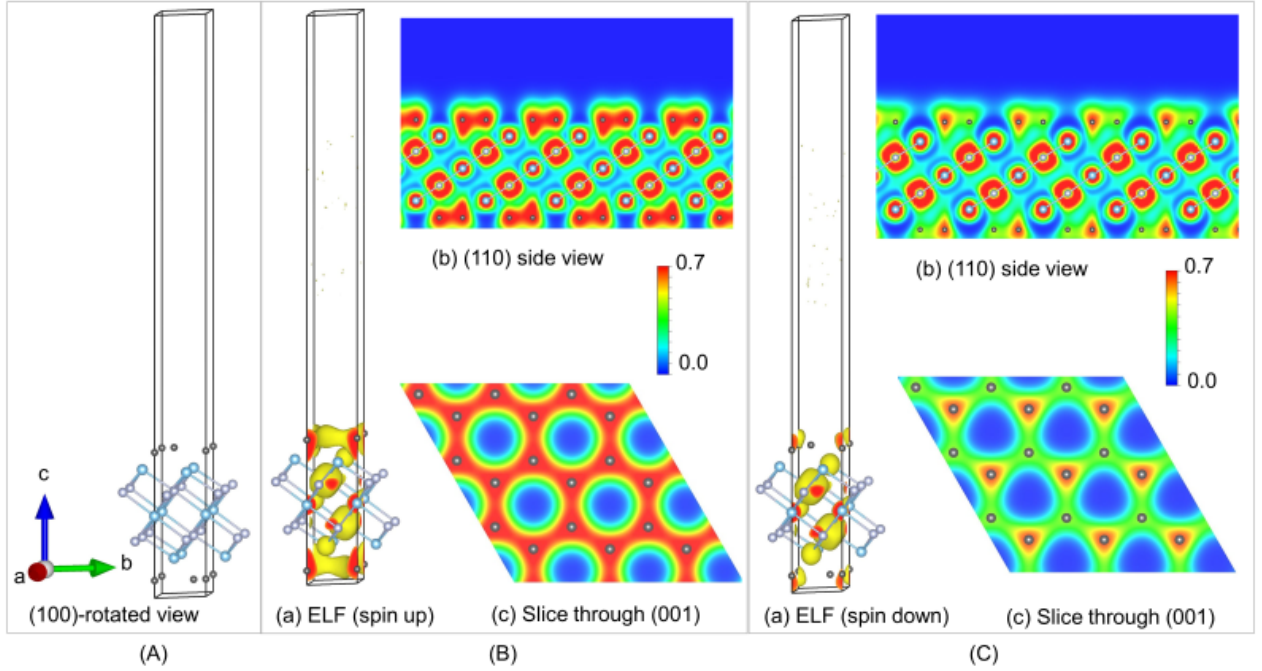 (b) (110) side view
0.7
0.0
(b) (110) side view
0.7
0.0
c
a
b
(100)-rotated view
(a) ELF (spin up)
(c) Slice through (001)
(a) ELF (spin down)
(c) Slice through (001)
(A)
(B)
(C)